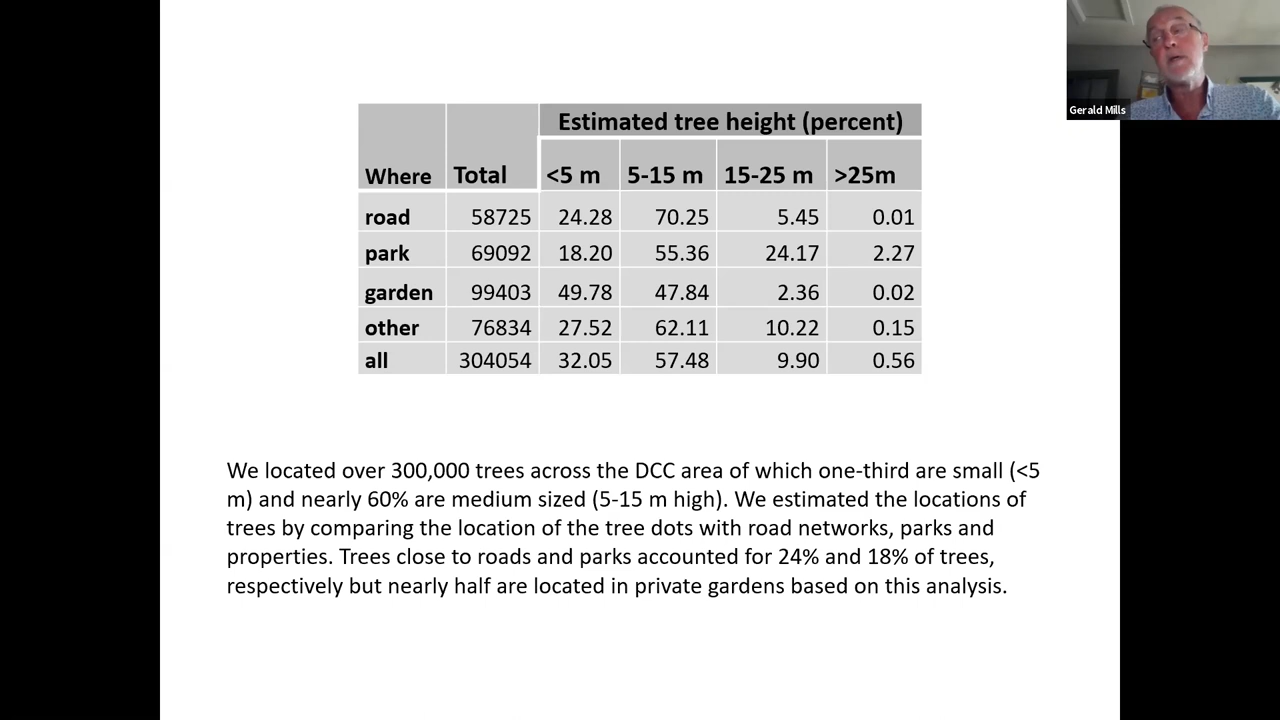 Gerald Mills
Estimated tree height (percent)
Where Total <5 m 5-15 m 15-25 m >25m
road 58725 24.28 70.25 5.45 0.01
park 69092 18.20 55.36 24.17 2.27
garden 99403 49.78 47.84 2.36 0.02
other 76834 27.52 62.11 10.22 0.15
all 304054 32.05 57.48 9.90 0.56
We located over 300,000 trees across the DCC area of which one-third are small (<5
m) and nearly 60% are medium sized (5-15 m high). We estimated the locations of
trees by comparing the location of the tree dots with road networks, parks and
properties. Trees close to roads and parks accounted for 24% and 18% of trees,
respectively but nearly half are located in private gardens based on this analysis.